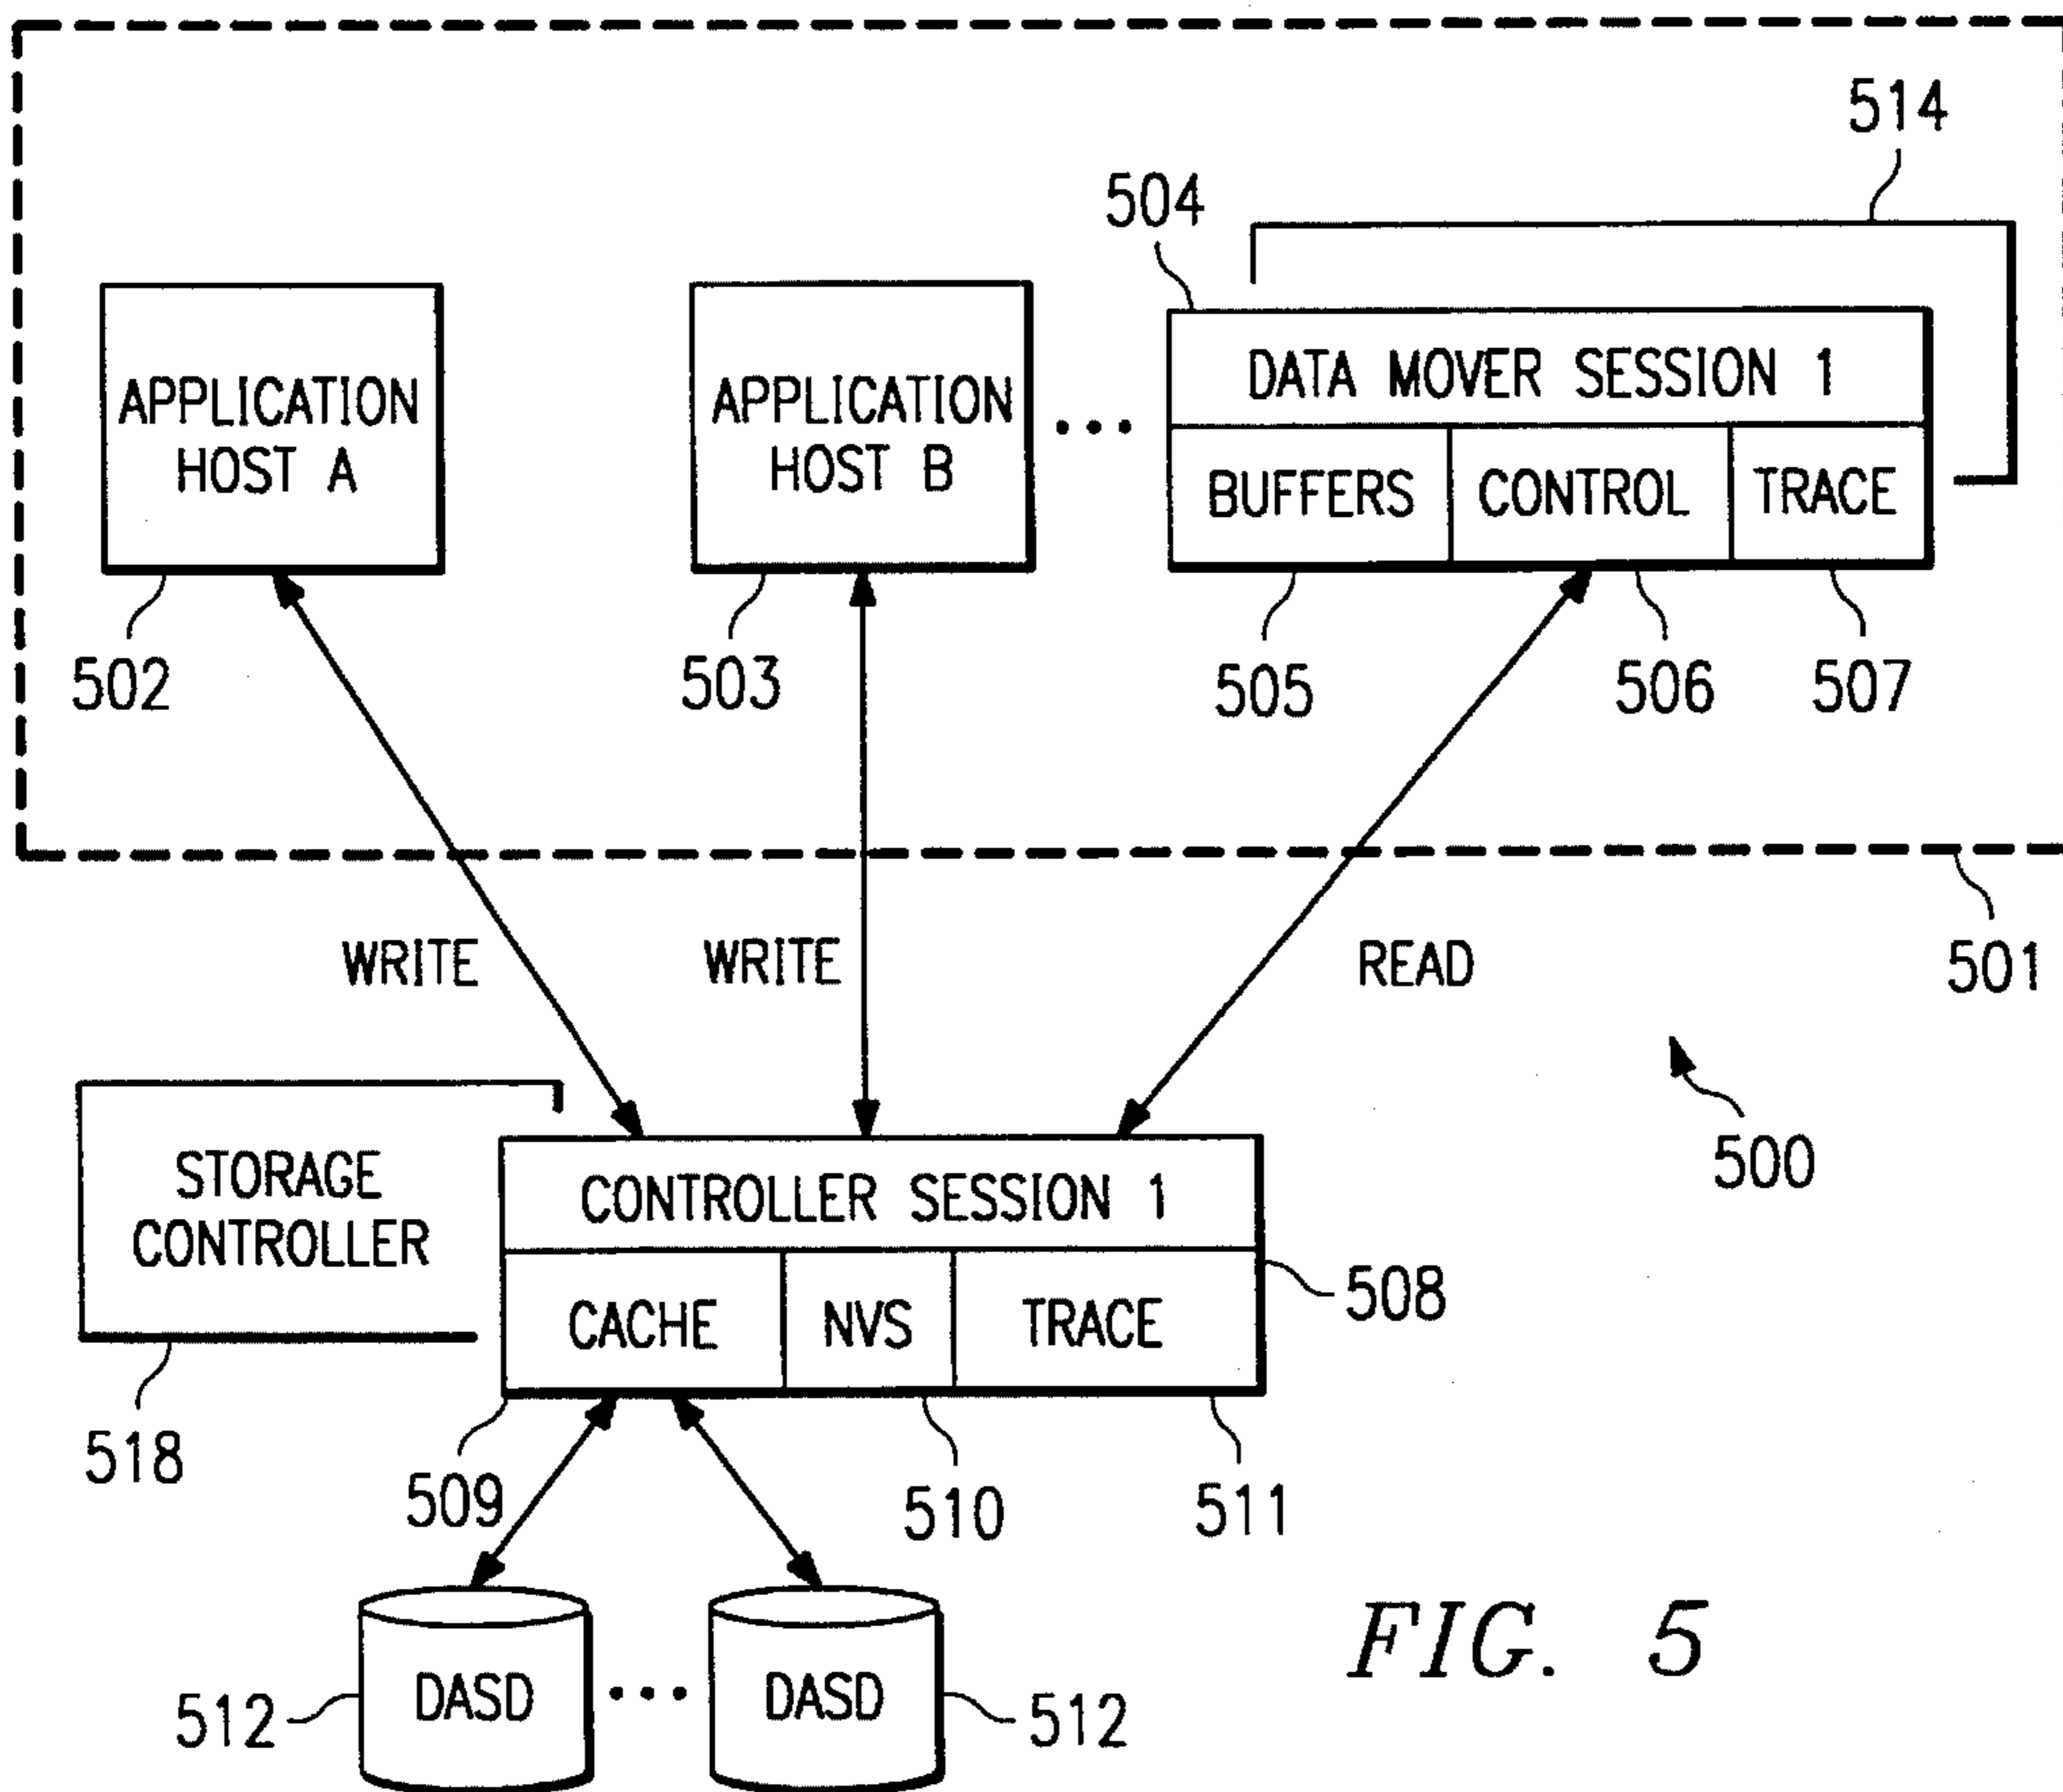 514
504
APPLICATION
HOST A
APPLICATION
HOST B
...
DATA MOVER SESSION 1
BUFFERS
CONTROL
TRACE
502
503
505
506
507
WRITE
WRITE
READ
501
500
STORAGE
CONTROLLER
CONTROLLER SESSION 1
CACHE
NVS
TRACE
508
518
509
510
511
512
DASD
...
DASD
512
FIG. 5